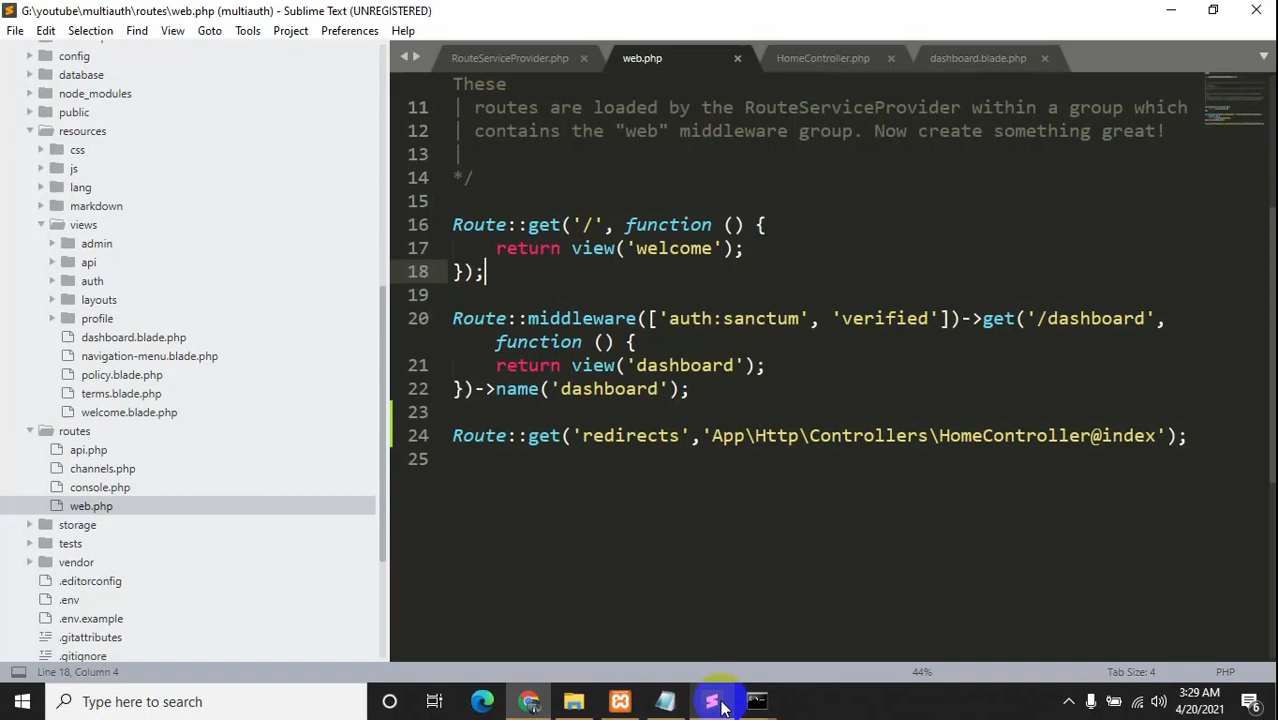 G:\youtube\multiauth\routes\web.php (multiauth) - Sublime Text (UNREGISTERED)
File Edit Selection Find View Goto Tools Project Preferences Help
config
database
node_modules
public
resources
css
js
lang
markdown
views
admin
api
auth
layouts
profile
dashboard.blade.php
navigation-menu.blade.php
policy.blade.php
terms.blade.php
welcome.blade.php
routes
api.php
channels.php
console.php
web.php
storage
tests
vendor
.editorconfig
.env
.env.example
.gitattributes
.gitignore
RouteServiceProvider.php web.php HomeController.php dashboard.blade.php
These
11 | routes are loaded by the RouteServiceProvider within a group which
12 | contains the "web" middleware group. Now create something great!
13 |
14 */
15
16 Route::get('/', function () {
17 return view('welcome');
18 });
19
20 Route::middleware(['auth:sanctum', 'verified'])->get('/dashboard',
function () {
21 return view('dashboard');
22 })->name('dashboard');
23
24 Route::get('redirects','App\Http\Controllers\HomeController@index');
25
Line 18, Column 4 44% Tab Size: 4 PHP
Type here to search
3:29 AM
4/20/2021
6